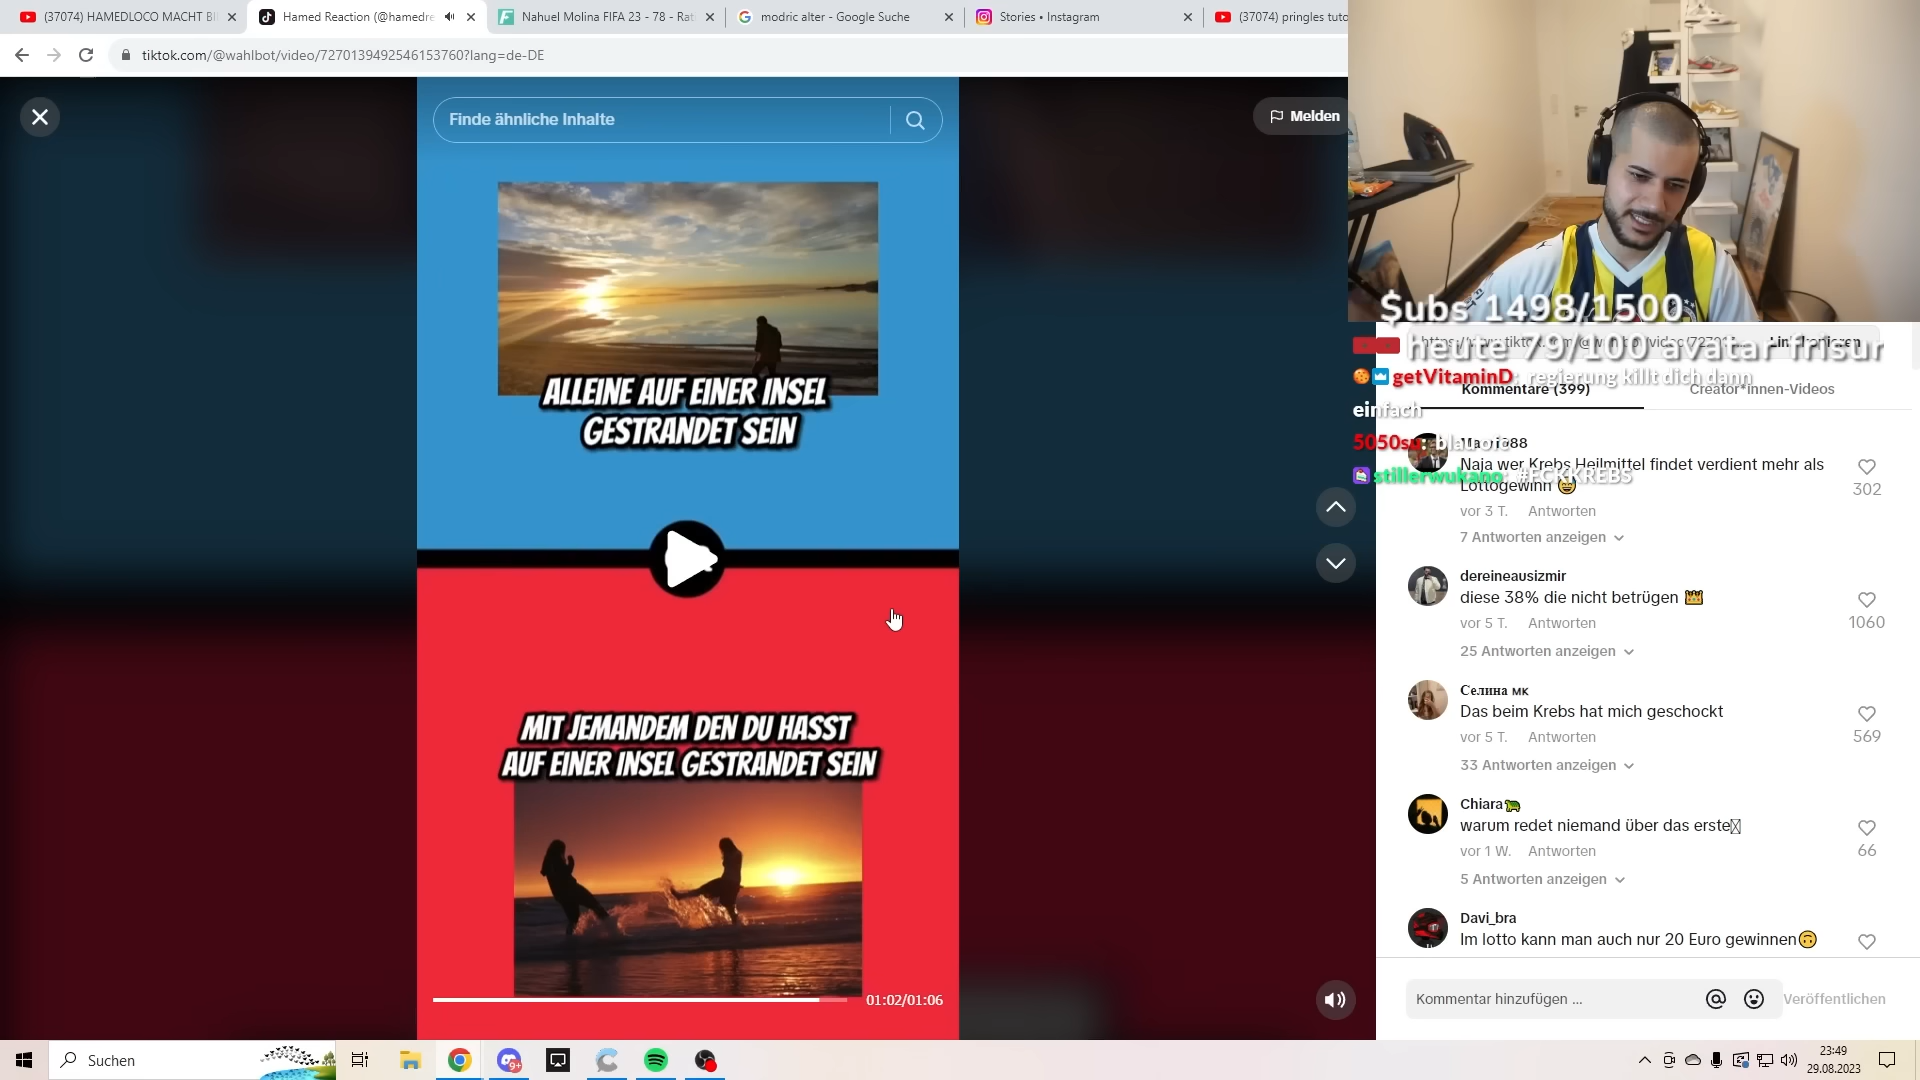 (37074) HAMEDLOCO MACHT BI
Hamed Reaction (@hamedre
Nahuel Molina FIFA 23 - 78 - Rat
modric alter - Google Suche
Stories • Instagram
(37074) pringles tuto
tiktok.com/@wahlbot/video/7270139492546153760?lang=de-DE
Finde ähnliche Inhalte
Melden
ALLEINE AUF EINER INSEL
GESTRANDET SEIN
MIT JEMANDEM DEN DU HASST
AUF EINER INSEL GESTRANDET SEIN
01:02/01:06
$ubs 1498/1500
Link kopieren
heute 79/100 avatar frisur
getVitaminD: regierung killt dich dann
einfach
Kommentare (399)
Creator*innen-Videos
stillerwukano: #FCKKREBS
Naja wer Krebs Heilmittel findet verdient mehr als
Lottogewinn 😅
302
vor 3 T. Antworten
7 Antworten anzeigen
dereineausizmir
diese 38% die nicht betrügen 👑
vor 5 T. Antworten
1060
25 Antworten anzeigen
Селина мк
Das beim Krebs hat mich geschockt
vor 5 T. Antworten
569
33 Antworten anzeigen
Chiara🐢
warum redet niemand über das erste
vor 1 W. Antworten
66
5 Antworten anzeigen
Davi_bra
Im lotto kann man auch nur 20 Euro gewinnen🙃
Kommentar hinzufügen ...
Veröffentlichen
Suchen
9+
23:49
29.08.2023